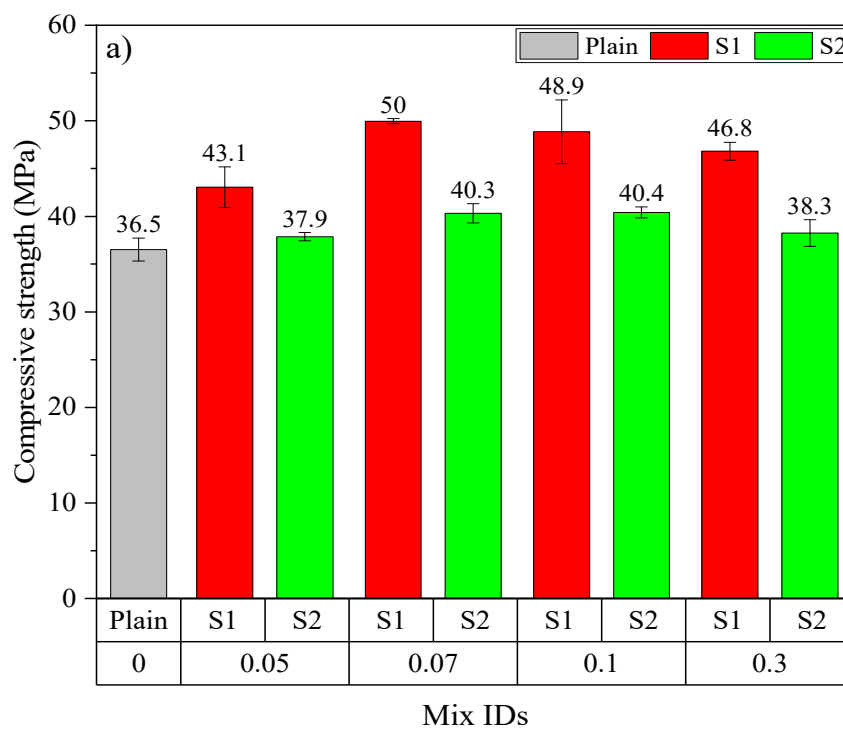 a)
Plain S1 S2
Compressive strength (MPa)
60
50
40
30
20
10
0
36.5
43.1
37.9
50
40.3
48.9
40.4
46.8
38.3
Plain S1 S2 S1 S2 S1 S2 S1 S2
0 0.05 0.07 0.1 0.3
Mix IDs